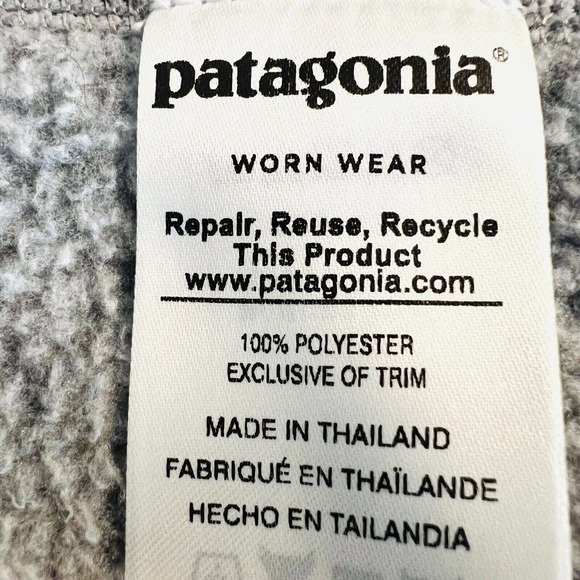 patagonia®
WORN WEAR
Repair, Reuse, Recycle
This Product
www.patagonia.com
100% POLYESTER
EXCLUSIVE OF TRIM
MADE IN THAILAND
FABRIQUÉ EN THAÏLANDE
HECHO EN TAILANDIA